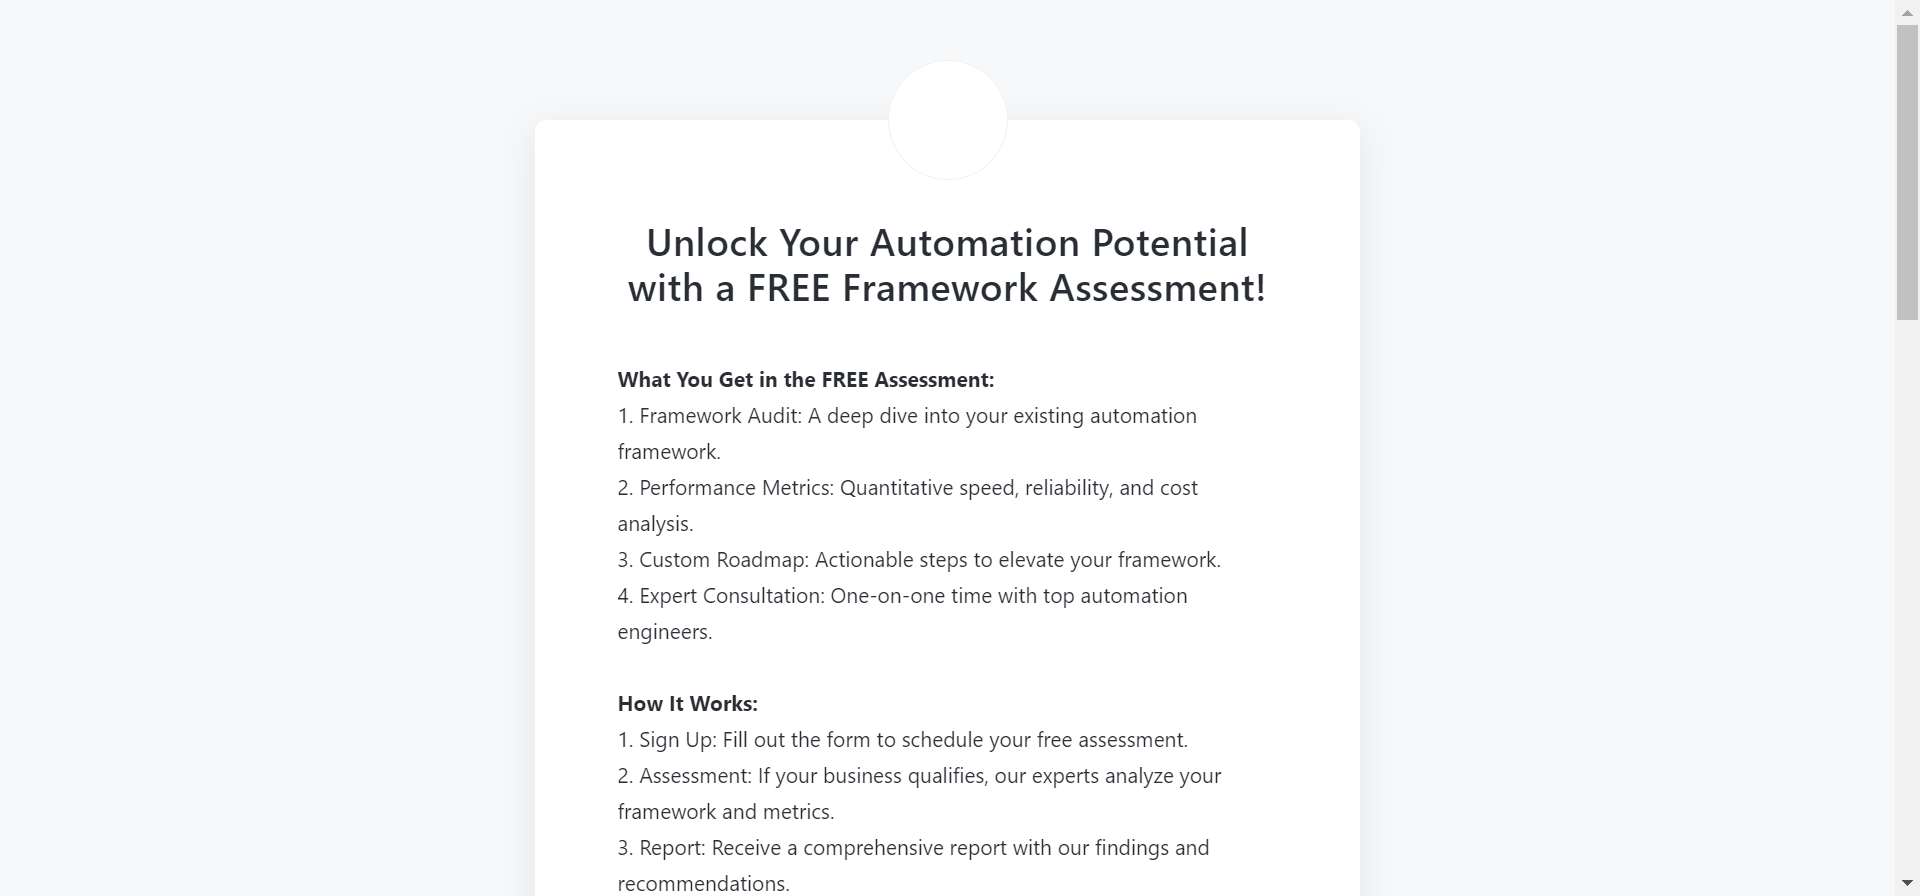 Unlock Your Automation Potential
with a FREE Framework Assessment!
What You Get in the FREE Assessment:
1. Framework Audit: A deep dive into your existing automation
framework.
2. Performance Metrics: Quantitative speed, reliability, and cost
analysis.
3. Custom Roadmap: Actionable steps to elevate your framework.
4. Expert Consultation: One-on-one time with top automation
engineers.
How It Works:
1. Sign Up: Fill out the form to schedule your free assessment.
2. Assessment: If your business qualifies, our experts analyze your
framework and metrics.
3. Report: Receive a comprehensive report with our findings and
recommendations.